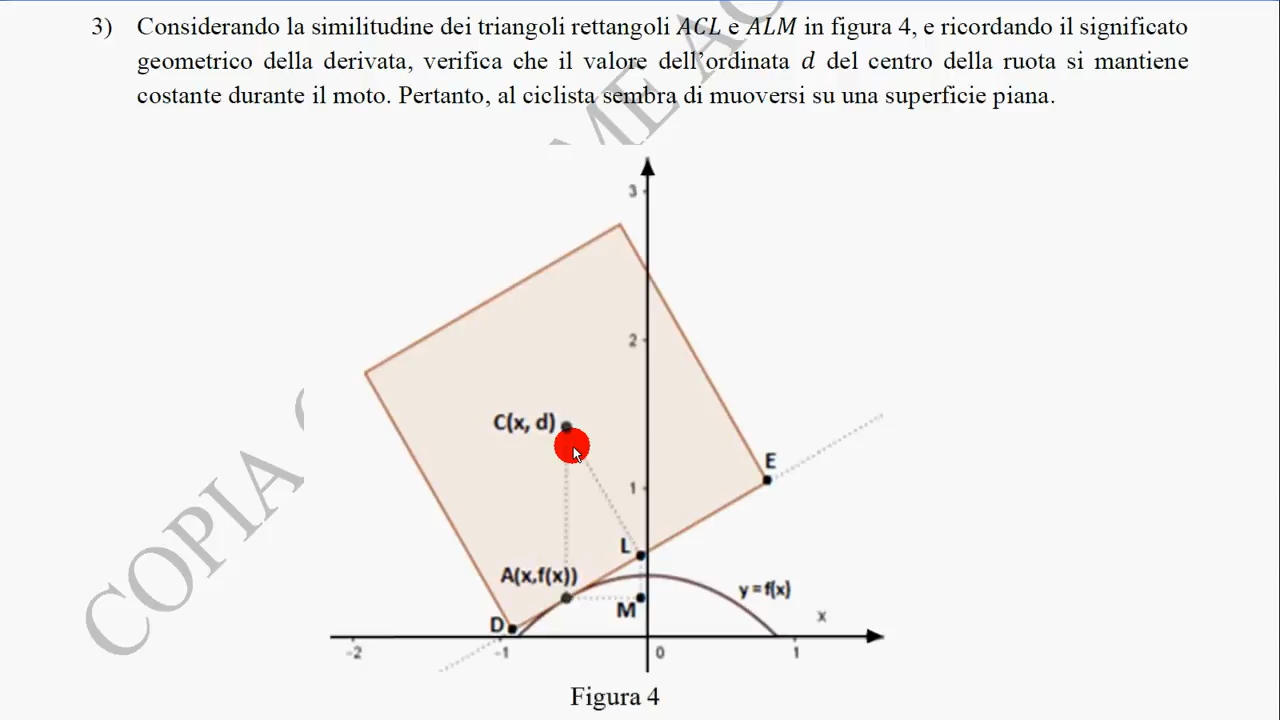 3) Considerando la similitudine dei triangoli rettangoli ACL e ALM in figura 4, e ricordando il significato
geometrico della derivata, verifica che il valore dell'ordinata d del centro della ruota si mantiene
costante durante il moto. Pertanto, al ciclista sembra di muoversi su una superficie piana.
3
2
C(x, d)
E
1
L
A(x,f(x))
y=f(x)
M
x
D
-2
-1
0
1
Figura 4
COPIA
ME AC